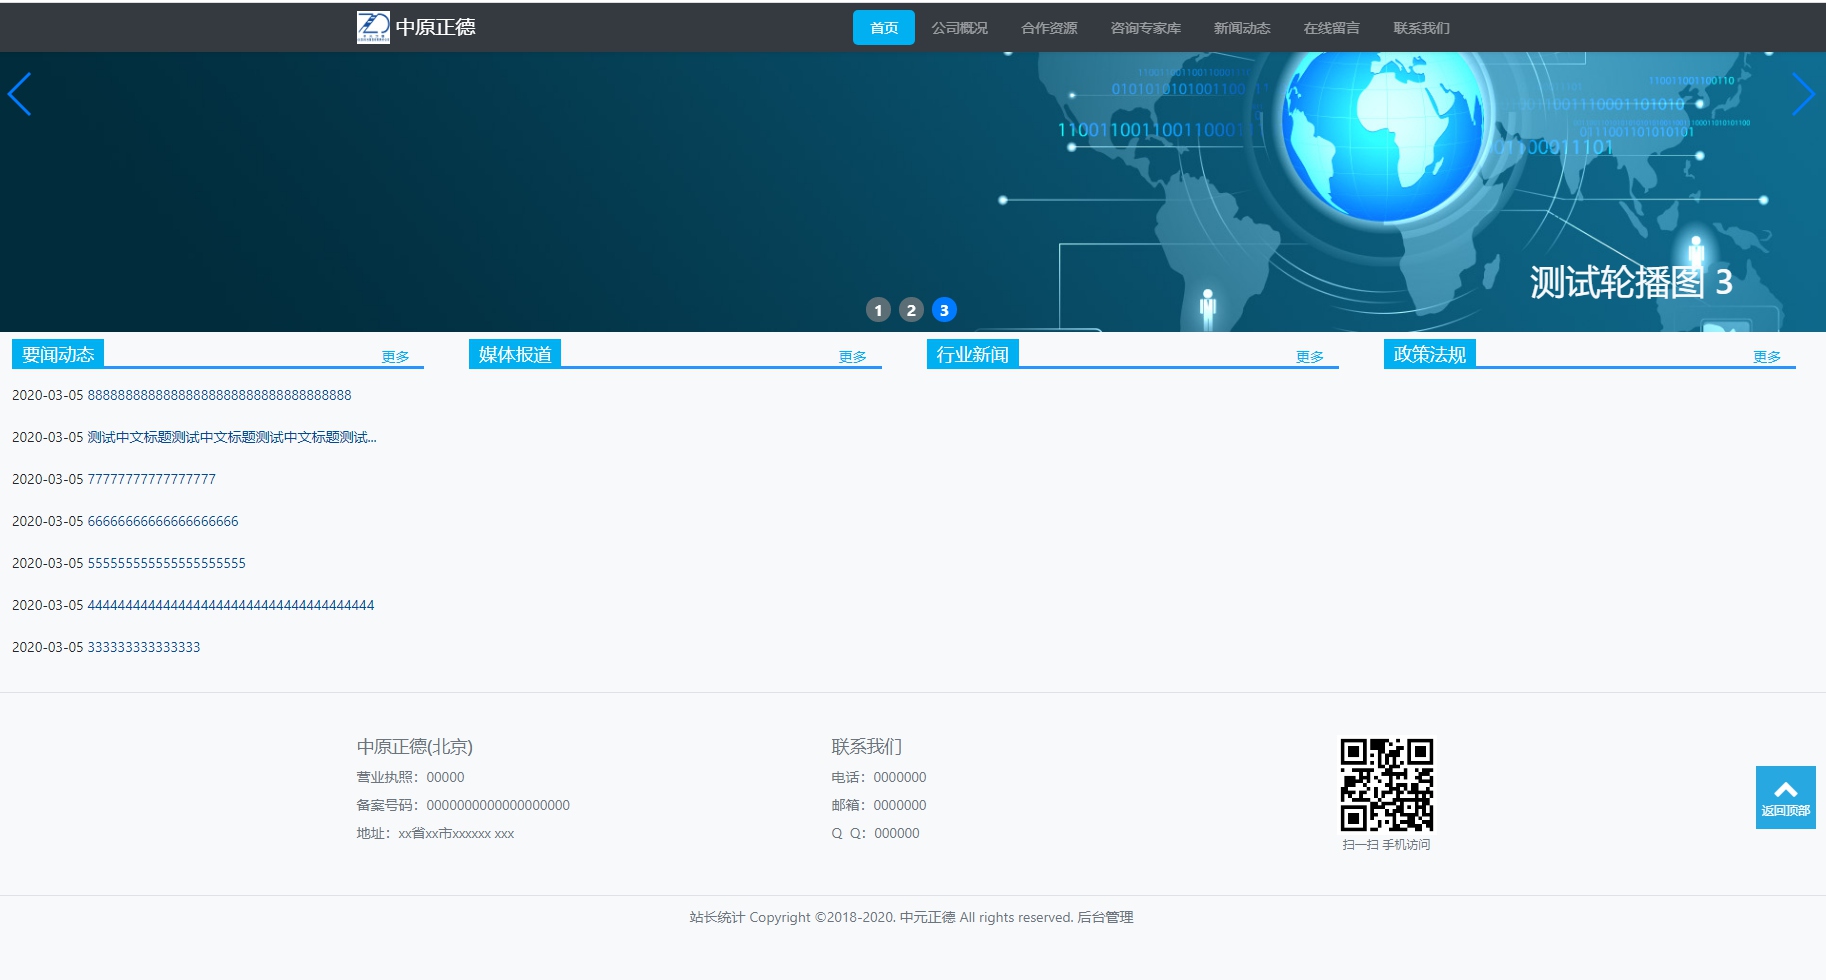 中原正德
首页 公司概况 合作资源 咨询专家库 新闻动态 在线留言 联系我们
测试轮播图 3
1 2 3
要闻动态 更多
媒体报道 更多
行业新闻 更多
政策法规 更多
2020-03-05 88888888888888888888888888888888888
2020-03-05 测试中文标题测试中文标题测试中文标题测试...
2020-03-05 77777777777777777
2020-03-05 66666666666666666666
2020-03-05 555555555555555555555
2020-03-05 44444444444444444444444444444444444444
2020-03-05 333333333333333
中原正德(北京)
营业执照：00000
备案号码：0000000000000000000
地址：xx省xx市xxxxxx xxx
联系我们
电话：0000000
邮箱：0000000
Q Q：000000
扫一扫 手机访问
返回顶部
站长统计 Copyright ©2018-2020. 中元正德 All rights reserved. 后台管理